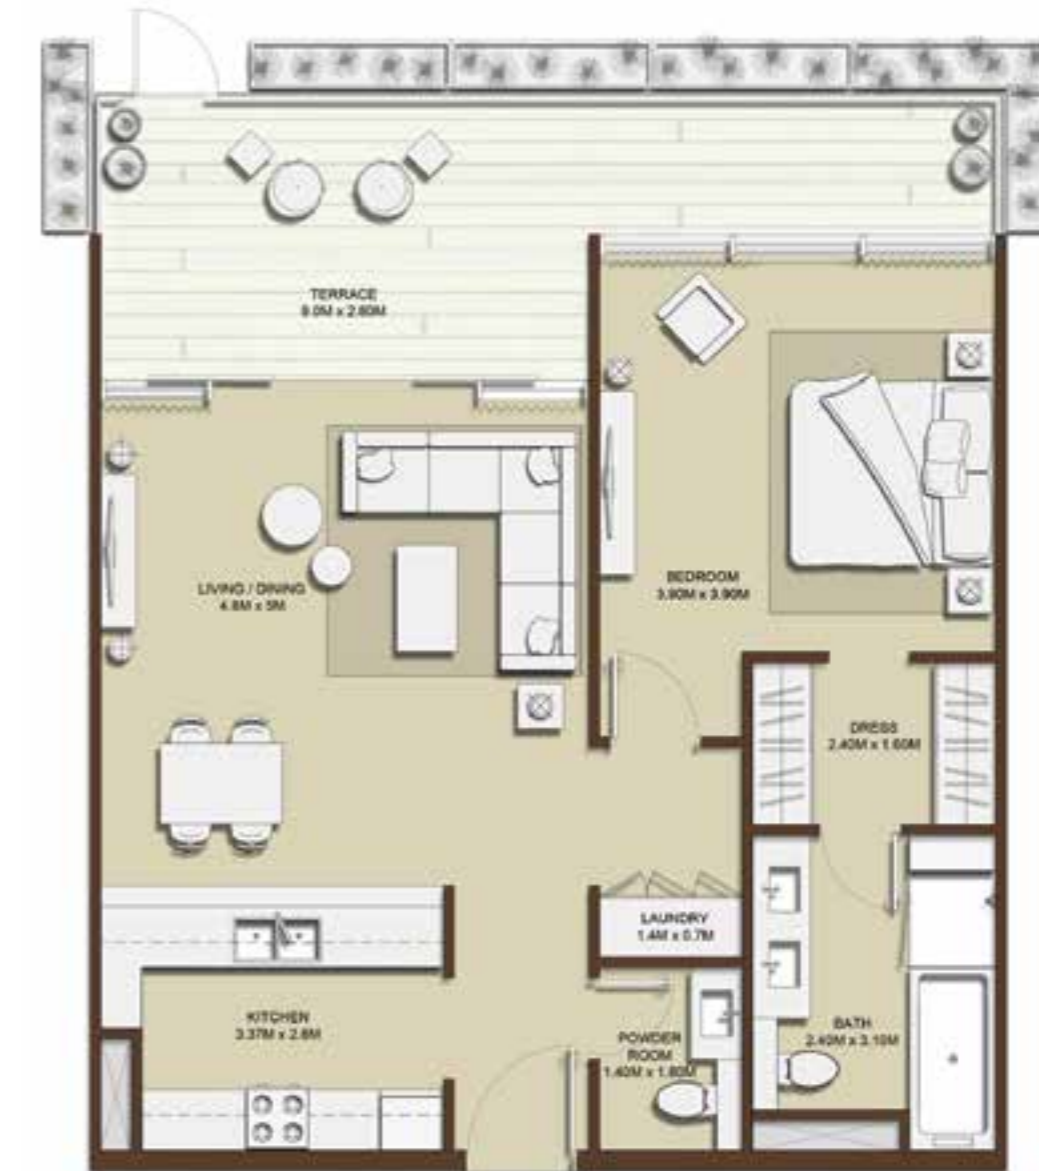 TERRACE
9.0M x 2.60M
LIVING / DINING
4.8M x 5M
BEDROOM
3.90M x 3.90M
DRESS
2.40M x 1.60M
LAUNDRY
1.4M x 0.7M
KITCHEN
3.37M x 2.6M
POWDER
ROOM
1.40M x 1.80M
BATH
2.40M x 3.10M